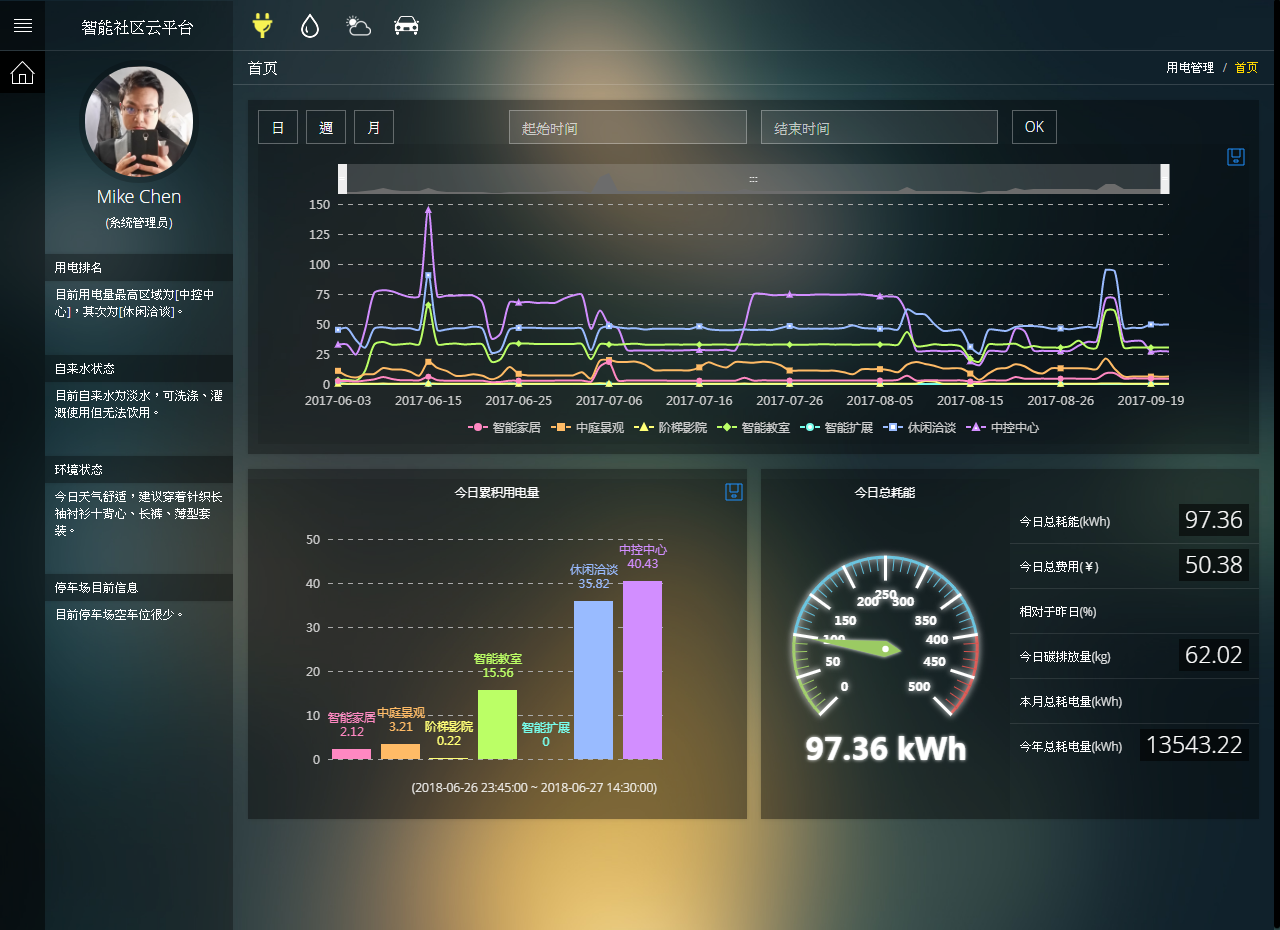 智能社区云平台
首页
用电管理 / 首页
Mike Chen
(系统管理员)
用电排名
目前用电量最高区域为[中控中
心]，其次为[休闲洽谈]。
自来水状态
目前自来水为淡水，可洗涤、灌
溉使用但无法饮用。
环境状态
今日天气舒适，建议穿着针织长
袖衬衫十背心、长裤、薄型套
装。
停车场目前信息
目前停车场空车位很少。
日 週 月 起始时间 结束时间 OK
150
125
100
75
50
25
0
2017-06-03 2017-06-15 2017-06-25 2017-07-06 2017-07-16 2017-07-26 2017-08-05 2017-08-15 2017-08-26 2017-09-19
智能家居 中庭景观 阶梯影院 智能教室 智能扩展 休闲洽谈 中控中心
今日累积用电量
50
40
30
20
10
0
智能家居
2.12
中庭景观
3.21
阶梯影院
0.22
智能教室
15.56
智能扩展
0
休闲洽谈
35.82
中控中心
40.43
(2018-06-26 23:45:00 ~ 2018-06-27 14:30:00)
今日总耗能
0
50
100
150
200
250
300
350
400
450
500
97.36 kWh
今日总耗能(kWh) 97.36
今日总费用(¥) 50.38
相对于昨日(%)
今日碳排放量(kg) 62.02
本月总耗电量(kWh)
今年总耗电量(kWh) 13543.22